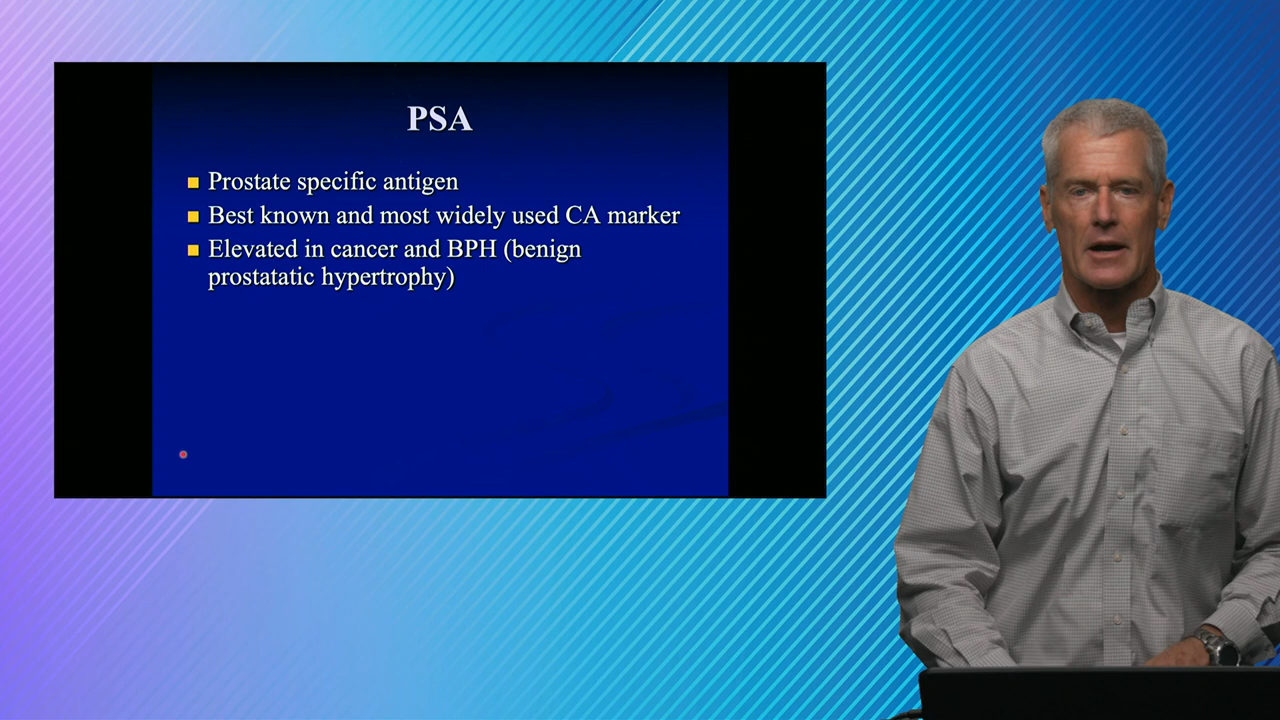 PSA
Prostate specific antigen
Best known and most widely used CA marker
Elevated in cancer and BPH (benign
prostatatic hypertrophy)